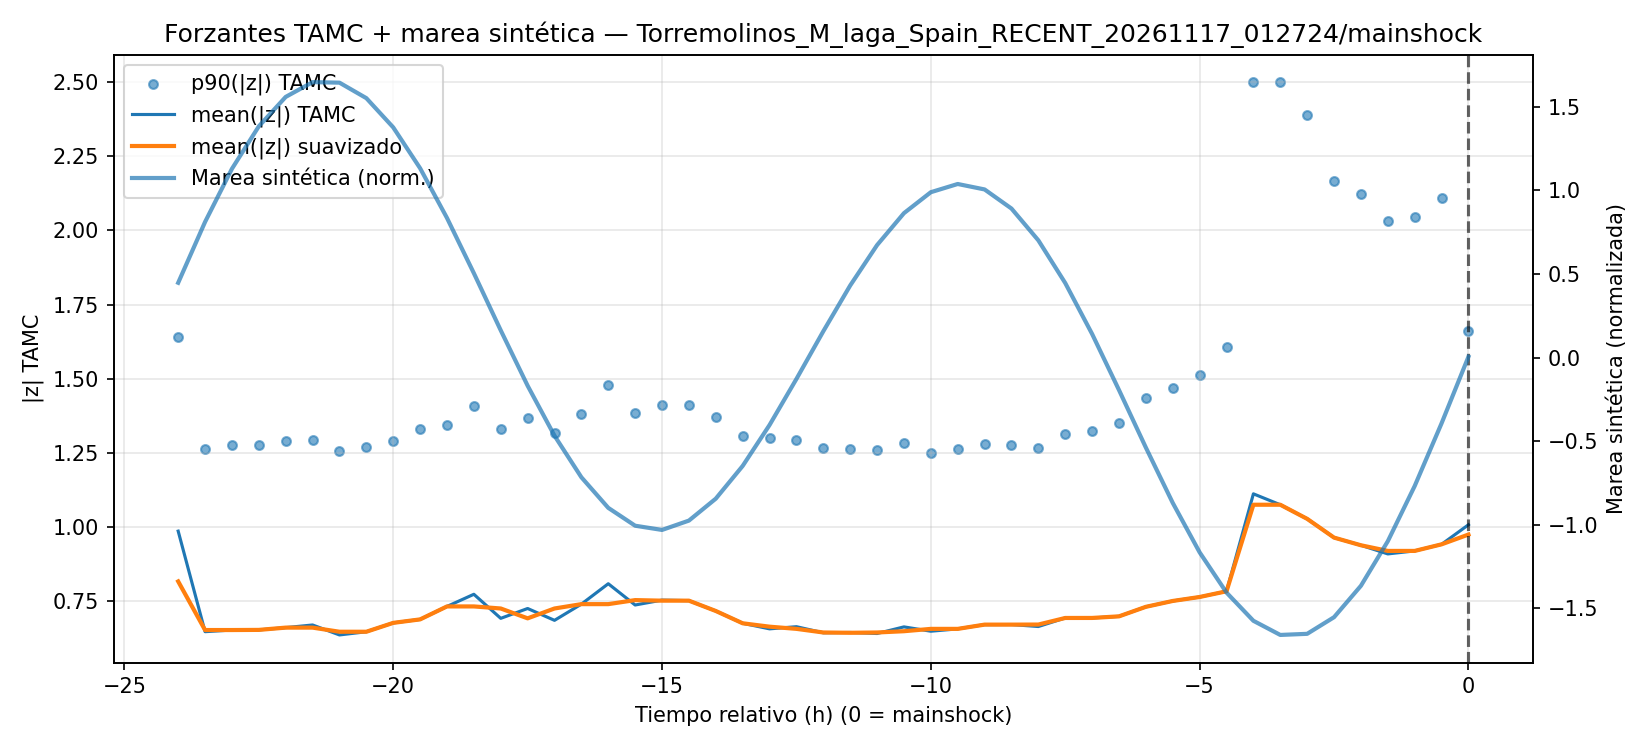 Forzantes TAMC + marea sintética — Torremolinos_M_laga_Spain_RECENT_20261117_012724/mainshock
p90(|z|) TAMC
mean(|z|) TAMC
mean(|z|) suavizado
Marea sintética (norm.)
|z| TAMC
2.50
2.25
2.00
1.75
1.50
1.25
1.00
0.75
1.5
1.0
0.5
0.0
−0.5
−1.0
−1.5
Marea sintética (normalizada)
−25
−20
−15
−10
−5
0
Tiempo relativo (h) (0 = mainshock)